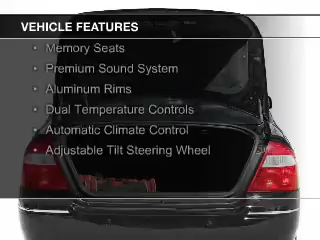 VEHICLE FEATURES
• Memory Seats
• Premium Sound System
• Aluminum Rims
• Dual Temperature Controls
• Automatic Climate Control
• Adjustable Tilt Steering Wheel